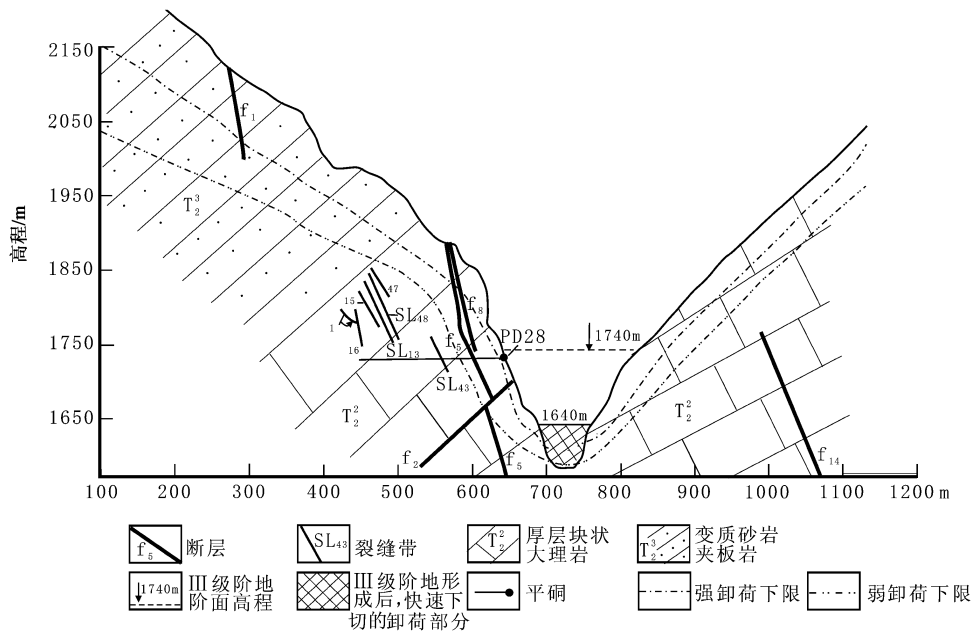 2150
2050
1950
1850
1750
1650
高程/m
f₁
T₂³
47
15
SL₄₈
1
16
SL₁₃
f₈
f₅
PD28
1740m
SL₄₃
T₂²
1640m
T₂²
f₂
f₅
f₁₄
100 200 300 400 500 600 700 800 900 1000 1100 1200 m
f₅ 断层
SL₄₃ 裂缝带
T₂² 厚层块状
大理岩
T₂³ 变质砂岩
夹板岩
1740m III级阶地
阶面高程
III级阶地形
成后,快速下
切的卸荷部分
平硐
强卸荷下限
弱卸荷下限